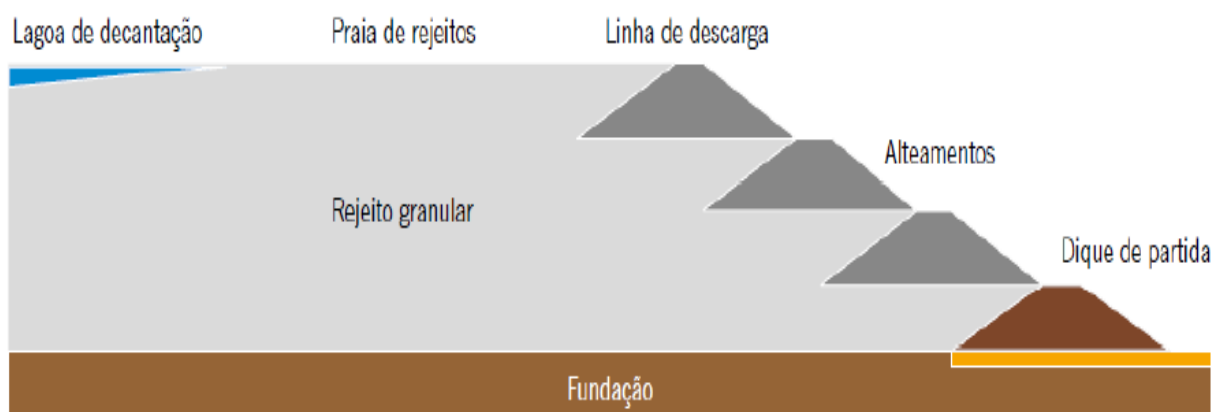 Lagoa de decantação
Praia de rejeitos
Linha de descarga
Alteamentos
Rejeito granular
Dique de partida
Fundação